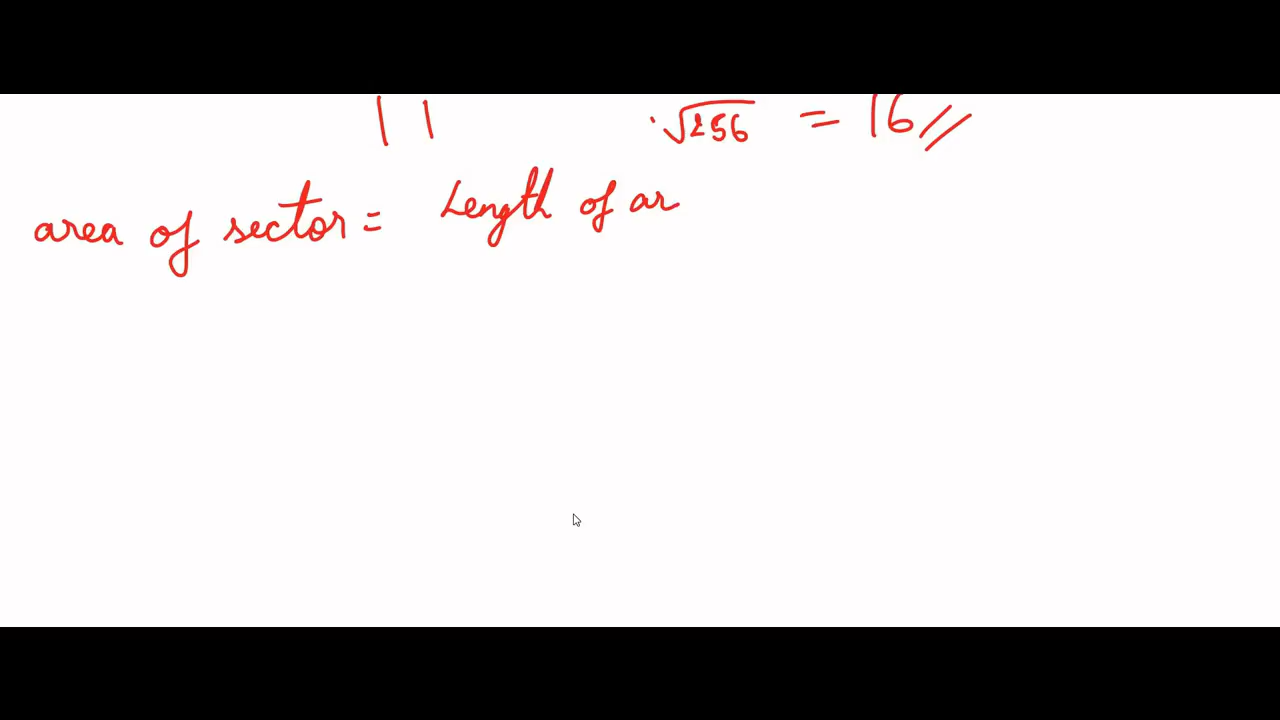 √256 = 16//
area of sector = Length of ar